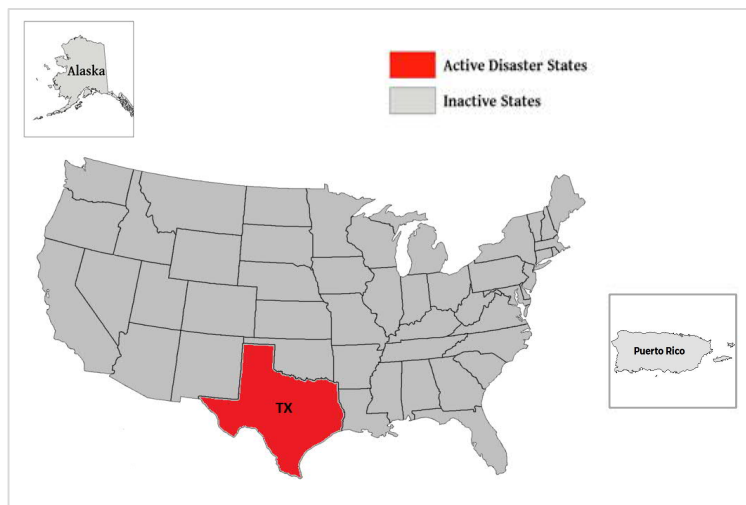 Alaska
Active Disaster States
Inactive States
Puerto Rico
TX